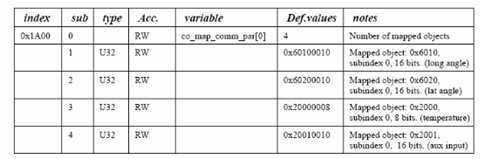 index sub type Acc. variable Def.values notes
0x1A00 0 RW co_map_comm_par[0] 4 Number of mapped objects
1 U32 RW 0x60100010 Mapped object: 0x6010,
subindex 0, 16 bits. (long angle)
2 U32 RW 0x60200010 Mapped object: 0x6020,
subindex 0, 16 bits. (lat angle)
3 U32 RW 0x20000008 Mapped object: 0x2000,
subindex 0, 8 bits. (temperature)
4 U32 RW 0x20010010 Mapped object: 0x2001,
subindex 0, 16 bits. (aux input)